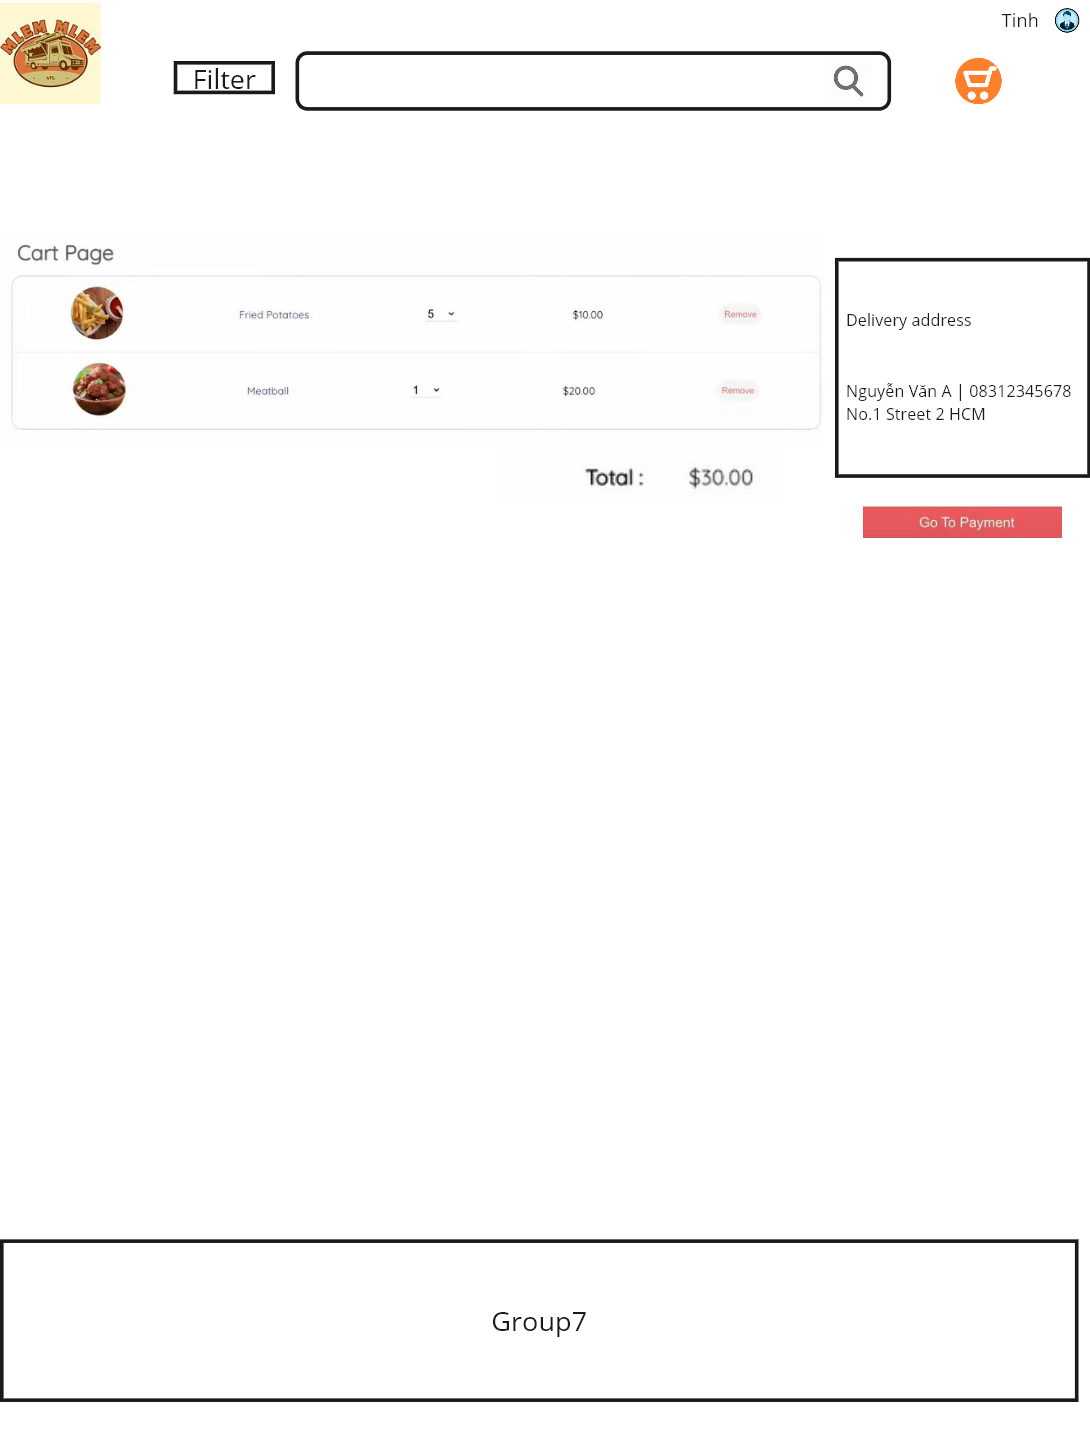 MLEM MLEM
Tinh
Filter
Cart Page
Fried Potatoes 5 $10.00 Remove
Meatball 1 $20.00 Remove
Total : $30.00
Delivery address
Nguyễn Văn A | 08312345678
No.1 Street 2 HCM
Go To Payment
Group7